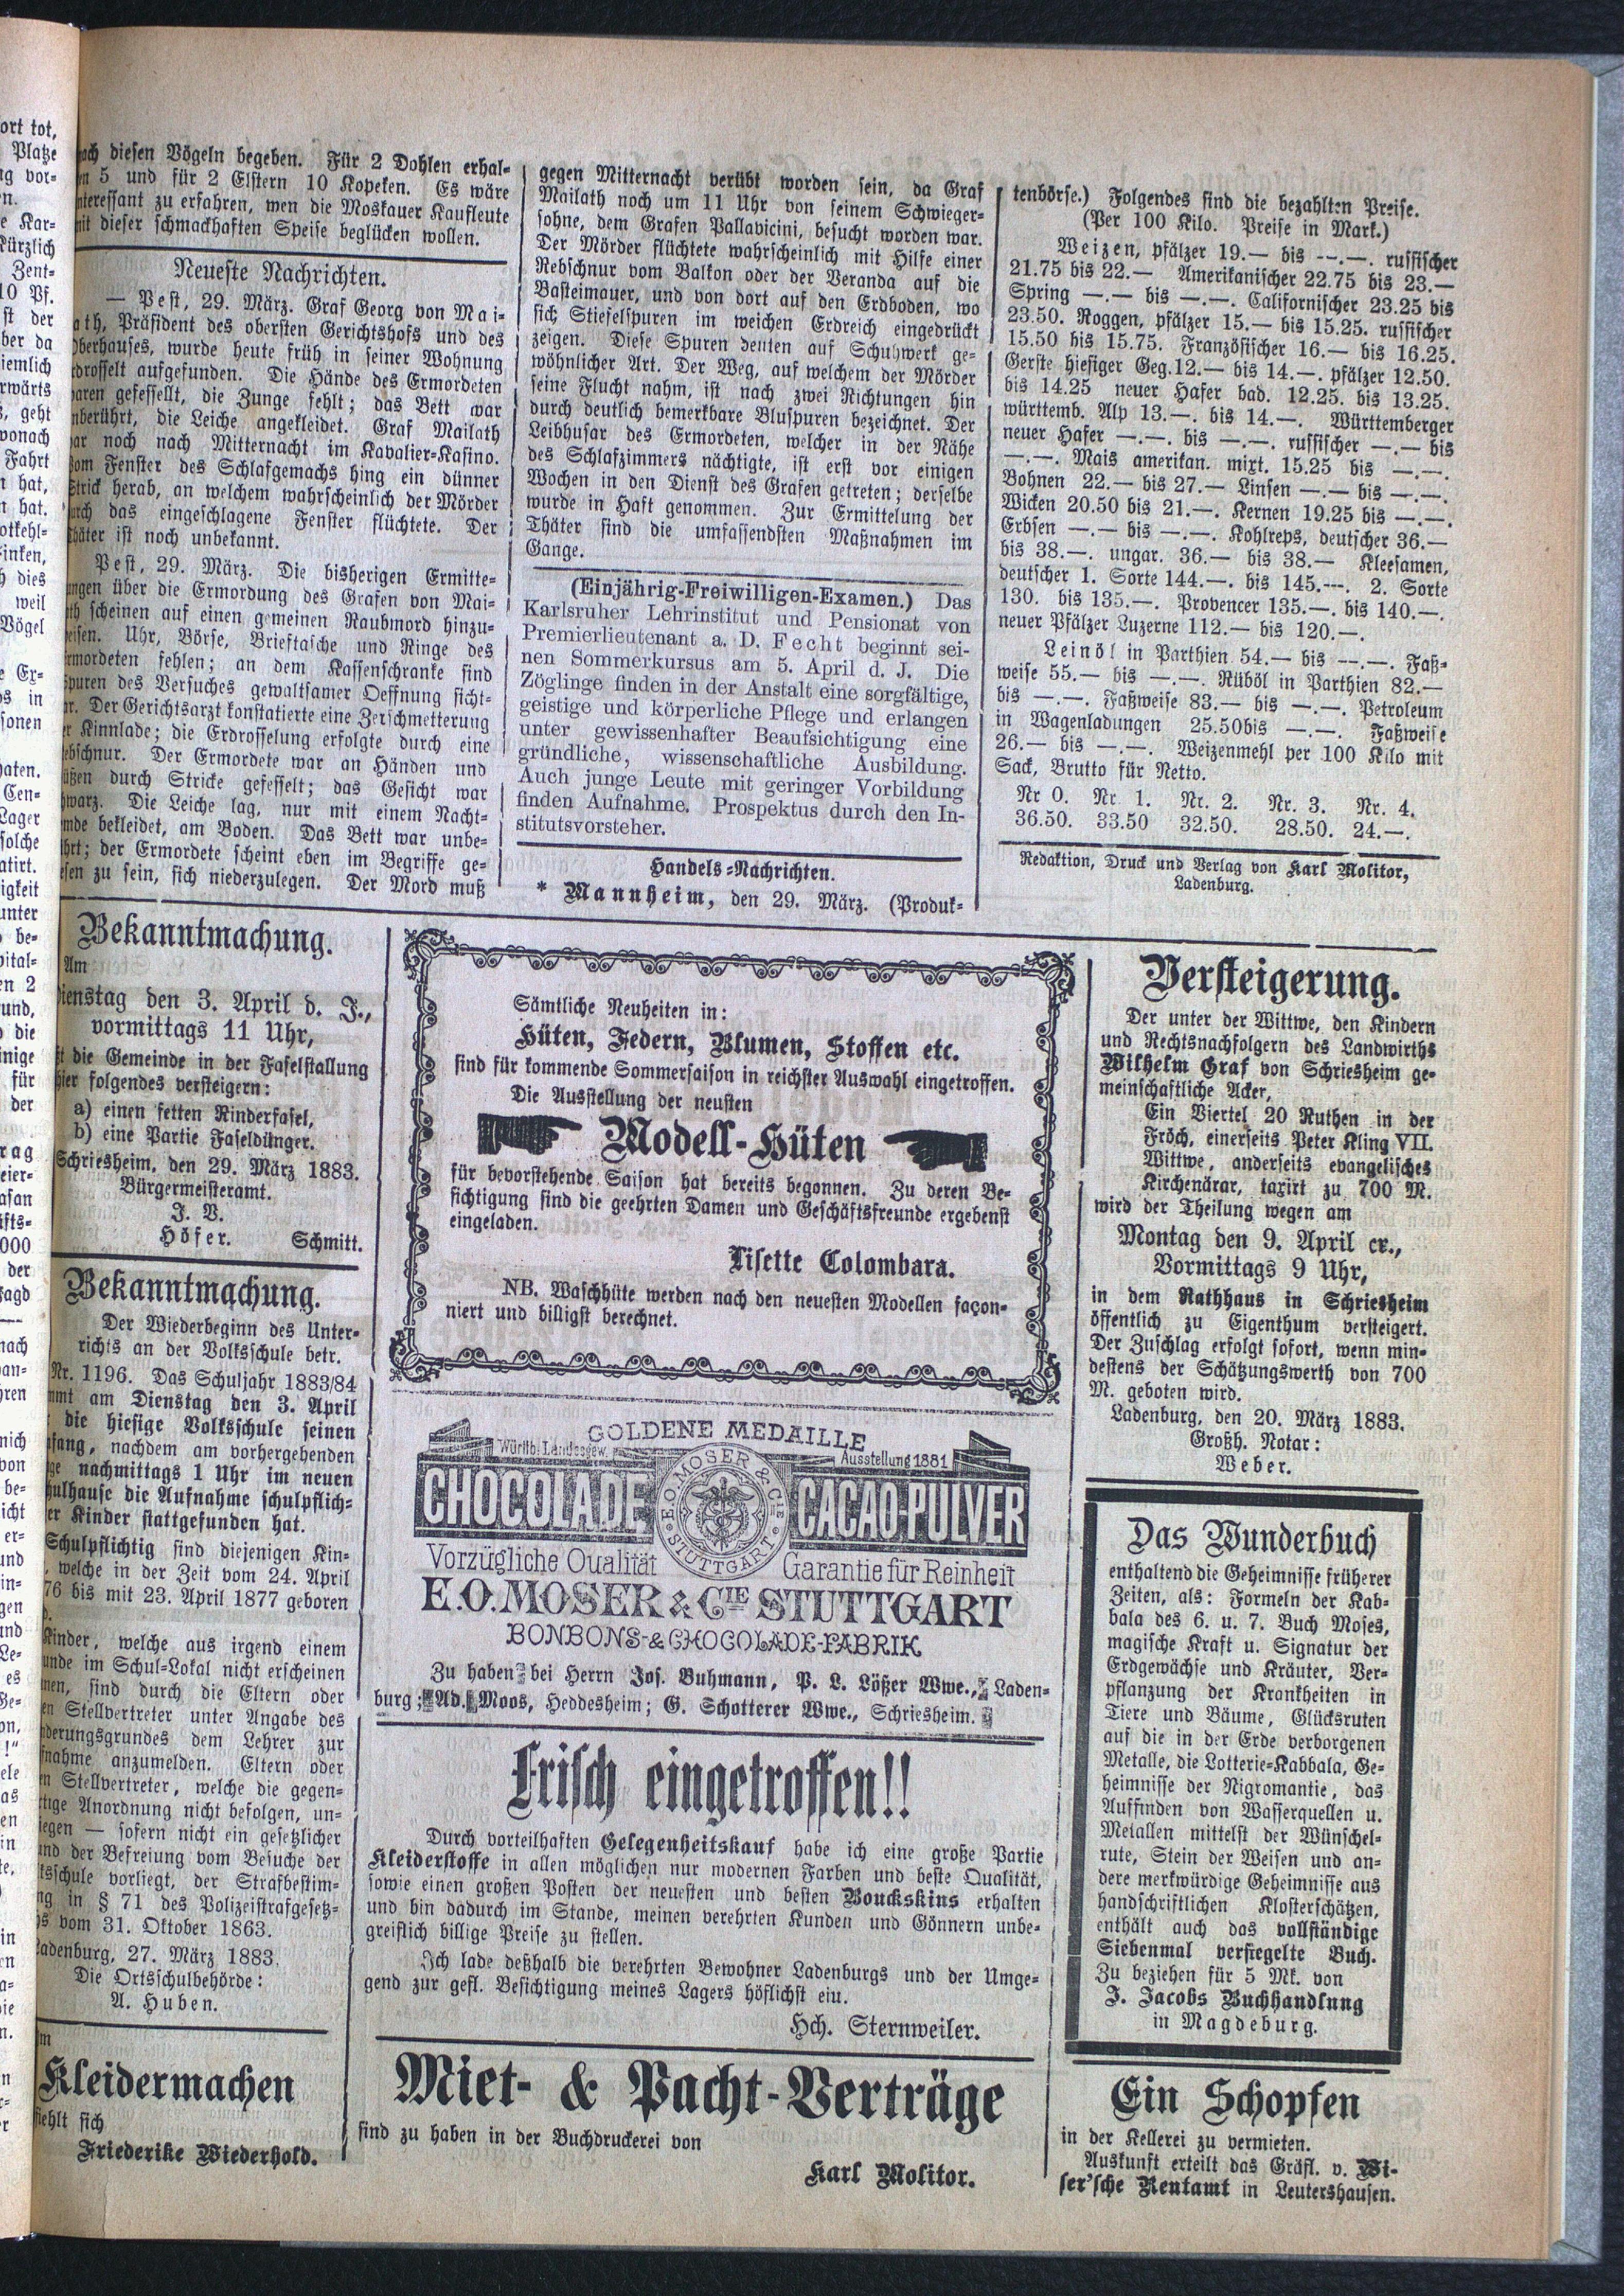 nach diesen Vögeln begeben. Für 2 Dohlen erhal-
5 und für 2 Elstern 10 Kopeken. Es wäre
interessant zu erfahren, wen die Moskauer Kaufleute
mit dieser schmackhaften Speise beglücken wollen.
Neueste Nachrichten.
— Pest, 29. März. Graf Georg von Mai-
ath, Präsident des obersten Gerichtshofs und des
Oberhauses, wurde heute früh in seiner Wohnung
erdrosselt aufgefunden. Die Hände des Ermordeten
waren gefesselt, die Zunge fehlt; das Bett war
unberührt, die Leiche angekleidet. Graf Mailath
war noch nach Mitternacht im Kavalier-Kasino.
Vom Fenster des Schlafgemachs hing ein dünner
Strick herab, an welchem wahrscheinlich der Mörder
durch das eingeschlagene Fenster flüchtete. Der
Thäter ist noch unbekannt.
Pest, 29. März. Die bisherigen Ermitte-
ungen über die Ermordung des Grafen von Mai-
ath scheinen auf einen gemeinen Raubmord hinzu-
weisen. Uhr, Börse, Brieftasche und Ringe des
Ermordeten fehlen; an dem Kassenschranke sind
Spuren des Versuches gewaltsamer Oeffnung sicht-
ar. Der Gerichtsarzt konstatierte eine Zerschmetterung
er Kinnlade; die Erdrosselung erfolgte durch eine
ebschnur. Der Ermordete war an Händen und
üßen durch Stricke gefesselt; das Gesicht war
hwarz. Die Leiche lag, nur mit einem Nacht-
mde bekleidet, am Boden. Das Bett war unbe-
ührt; der Ermordete scheint eben im Begriffe ge-
esen zu sein, sich niederzulegen. Der Mord muß
gegen Mitternacht verübt worden sein, da Graf
Mailath noch um 11 Uhr von seinem Schwieger-
sohne, dem Grafen Pallavicini, besucht worden war.
Der Mörder flüchtete wahrscheinlich mit Hilfe einer
Rebschnur vom Balkon oder der Veranda auf die
Basteimauer, und von dort auf den Erdboden, wo
sich Stiefelspuren im weichen Erdreich eingedrückt
zeigen. Diese Spuren deuten auf Schuhwerk ge-
wöhnlicher Art. Der Weg, auf welchem der Mörder
seine Flucht nahm, ist nach zwei Richtungen hin
durch deutlich bemerkbare Bluspuren bezeichnet. Der
Leibhusar des Ermordeten, welcher in der Nähe
des Schlafzimmers nächtigte, ist erst vor einigen
Wochen in den Dienst des Grafen getreten; derselbe
wurde in Haft genommen. Zur Ermittelung der
Thäter sind die umfassendsten Maßnahmen im
Gange.
(Einjährig-Freiwilligen-Examen.) Das
Karlsruher Lehrinstitut und Pensionat von
Premierlieutenant a. D. Fecht beginnt sei-
nen Sommerkursus am 5. April d. J. Die
Zöglinge finden in der Anstalt eine sorgfältige,
geistige und körperliche Pflege und erlangen
unter gewissenhafter Beaufsichtigung eine
gründliche, wissenschaftliche Ausbildung.
Auch junge Leute mit geringer Vorbildung
finden Aufnahme. Prospektus durch den In-
stitutsvorsteher.
Handels-Nachrichten.
* Mannheim, den 29. März. (Produk-
tenbörse.) Folgendes sind die bezahlten Preise.
(Per 100 Kilo. Preise in Mark.)
Weizen, pfälzer 19.— bis --.—. russischer
21.75 bis 22.— Amerikanischer 22.75 bis 23.—
Spring —.— bis —.—. Californischer 23.25 bis
23.50. Roggen, pfälzer 15.— bis 15.25. russischer
15.50 bis 15.75. Französischer 16.— bis 16.25.
Gerste hiesiger Geg.12.— bis 14.—. pfälzer 12.50.
bis 14.25 neuer Hafer bad. 12.25. bis 13.25.
württemb. Alp 13.—. bis 14.—. Württemberger
neuer Hafer —.—. bis —.—. russischer —.— bis
—.—. Mais amerikan. mixt. 15.25 bis —.—.
Bohnen 22.— bis 27.— Linsen —.— bis —.—.
Wicken 20.50 bis 21.—. Kernen 19.25 bis —.—.
Erbsen —.— bis —.—. Kohlreps, deutscher 36.—
bis 38.—. ungar. 36.— bis 38.— Kleesamen,
deutscher 1. Sorte 144.—. bis 145.---. 2. Sorte
130. bis 135.—. Provencer 135.—. bis 140.—.
neuer Pfälzer Luzerne 112.— bis 120.—.
Leinöl in Parthien 54.— bis --.—. Faß-
weise 55.— bis —.—. Rüböl in Parthien 82.—
bis —.—. Faßweise 83.— bis —.—. Petroleum
in Wagenladungen 25.50bis —.—. Faßweise
26.— bis —.—. Weizenmehl per 100 Kilo mit
Sack, Brutto für Netto.
Nr 0. Nr. 1. Nr. 2. Nr. 3. Nr. 4.
36.50. 33.50 32.50. 28.50. 24.—.
Redaktion, Druck und Verlag von Karl Molitor,
Ladenburg.
Bekanntmachung.
Am
Dienstag den 3. April d. J.,
vormittags 11 Uhr,
die Gemeinde in der Faselstallung
hier folgendes versteigern:
a) einen fetten Rinderfasel,
b) eine Partie Faseldünger.
Schriesheim, den 29. März 1883.
Bürgermeisteramt.
J. V.
Höfer. Schmitt.
Bekanntmachung.
Der Wiederbeginn des Unter-
richts an der Volksschule betr.
Nr. 1196. Das Schuljahr 1883/84
mmt am Dienstag den 3. April
die hiesige Volksschule seinen
nfang, nachdem am vorhergehenden
ge nachmittags 1 Uhr im neuen
hulhause die Aufnahme schulpflich-
er Kinder stattgefunden hat.
Schulpflichtig sind diejenigen Kin-
, welche in der Zeit vom 24. April
76 bis mit 23. April 1877 geboren
d.
Kinder, welche aus irgend einem
unde im Schul-Lokal nicht erscheinen
nen, sind durch die Eltern oder
en Stellvertreter unter Angabe des
nderungsgrundes dem Lehrer zur
fnahme anzumelden. Eltern oder
en Stellvertreter, welche die gegen-
rtige Anordnung nicht befolgen, un-
iegen — sofern nicht ein gesetzlicher
und der Befreiung vom Besuche der
ksschule vorliegt, der Strafbestim-
ng in § 71 des Polizeistrafgesetz-
hs vom 31. Oktober 1863.
Ladenburg, 27. März 1883.
Die Ortsschulbehörde:
A. Huben.
m
Kleidermachen
fiehlt sich
Friederike Wiederhold.
Sämtliche Neuheiten in:
Hüten, Federn, Blumen, Stoffen etc.
sind für kommende Sommersaison in reichster Auswahl eingetroffen.
Die Ausstellung der neusten
Modell-Hüten
für bevorstehende Saison hat bereits begonnen. Zu deren Be-
sichtigung sind die geehrten Damen und Geschäftsfreunde ergebenst
eingeladen.
Lisette Colombara.
NB. Waschhüte werden nach den neuesten Modellen façon-
niert und billigst berechnet.
GOLDENE MEDAILLE
Württb. Landesgew. Ausstellung 1881
CHOCOLADE E.O. MOSER & CIE STUTTGART CACAO-PULVER
Vorzügliche Qualität Garantie für Reinheit
E.O. MOSER & CIE STUTTGART
BONBONS-&CHOCOLADE-FABRIK
Zu haben bei Herrn Jos. Buhmann, P. L. Lößer Wwe., Laden-
burg; Ad. Moos, Heddesheim; G. Schotterer Wwe., Schriesheim.
Frisch eingetroffen!!
Durch vorteilhaften Gelegenheitskauf habe ich eine große Partie
Kleiderstoffe in allen möglichen nur modernen Farben und beste Qualität,
sowie einen großen Posten der neuesten und besten Bouckskins erhalten
und bin dadurch im Stande, meinen verehrten Kunden und Gönnern unbe-
greiflich billige Preise zu stellen.
Ich lade deßhalb die verehrten Bewohner Ladenburgs und der Umge-
gend zur gefl. Besichtigung meines Lagers höflichst eiu.
Hch. Sternweiler.
Miet- & Pacht-Verträge
sind zu haben in der Buchdruckerei von
Karl Molitor.
Versteigerung.
Der unter der Wittwe, den Kindern
und Rechtsnachfolgern des Landwirths
Wilhelm Graf von Schriesheim ge-
meinschaftliche Acker,
Ein Viertel 20 Ruthen in der
Fröch, einerseits Peter Kling VII.
Wittwe, anderseits evangelisches
Kirchenärar, taxirt zu 700 M.
wird der Theilung wegen am
Montag den 9. April cr.,
Vormittags 9 Uhr,
in dem Rathhaus in Schriesheim
öffentlich zu Eigenthum versteigert.
Der Zuschlag erfolgt sofort, wenn min-
destens der Schätzungswerth von 700
M. geboten wird.
Ladenburg, den 20. März 1883.
Großh. Notar:
Weber.
Das Wunderbuch
enthaltend die Geheimnisse früherer
Zeiten, als: Formeln der Kab-
bala des 6. u. 7. Buch Moses,
magische Kraft u. Signatur der
Erdgewächse und Kräuter, Ver-
pflanzung der Krankheiten in
Tiere und Bäume, Glücksruten
auf die in der Erde verborgenen
Metalle, die Lotterie-Kabbala, Ge-
heimnisse der Nigromantie, das
Auffinden von Wasserquellen u.
Metallen mittelst der Wünschel-
rute, Stein der Weisen und an-
dere merkwürdige Geheimnisse aus
handschriftlichen Klosterschätzen,
enthält auch das vollständige
Siebenmal versiegelte Buch.
Zu beziehen für 5 Mk. von
J. Jacobs Buchhandlung
in Magdeburg.
Ein Schopfen
in der Kellerei zu vermieten.
Auskunft erteilt das Gräfl. v. Wi-
ser'sche Rentamt in Leutershausen.